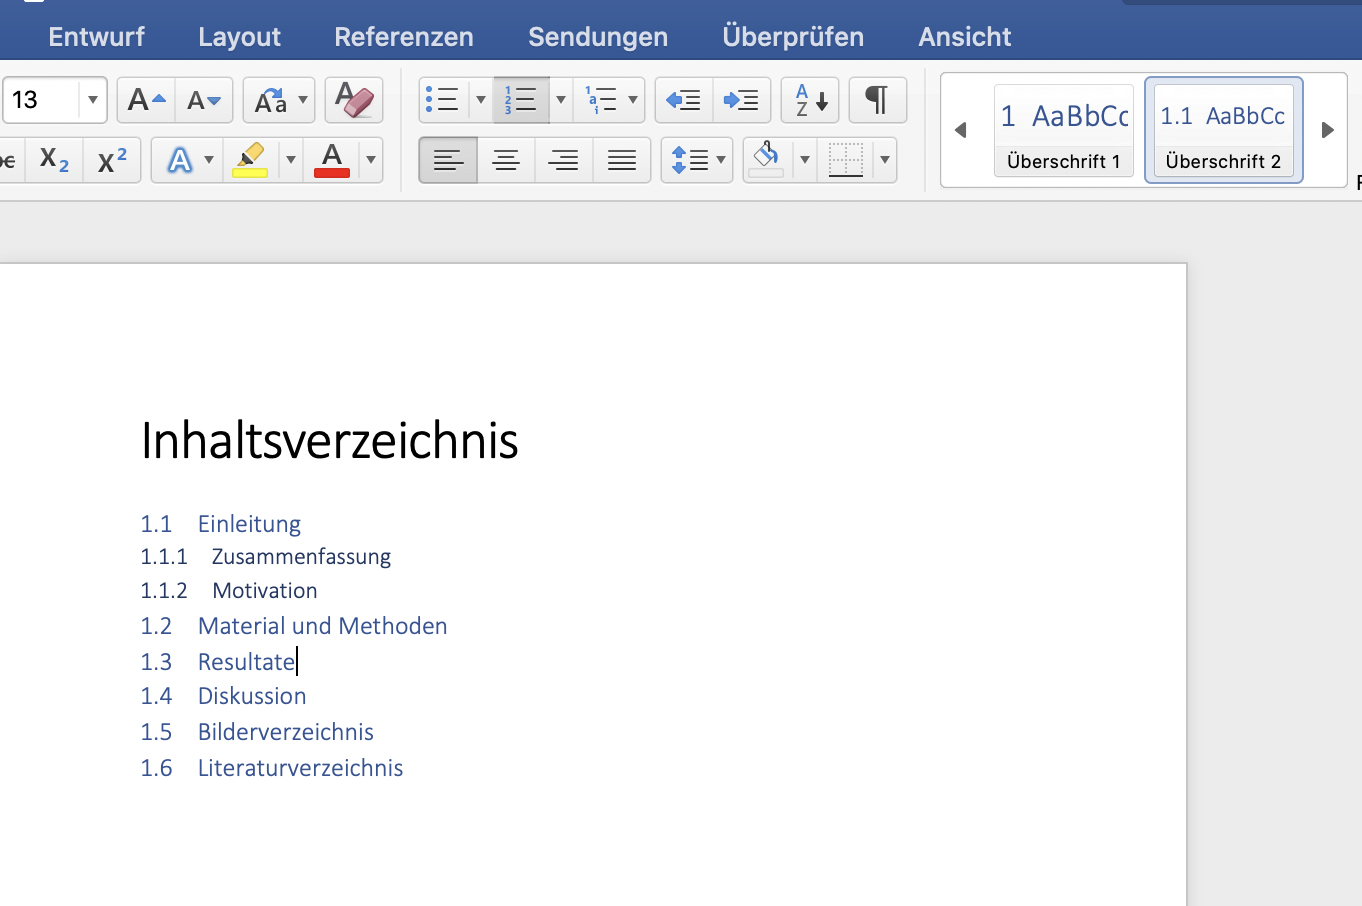 Entwurf Layout Referenzen Sendungen Überprüfen Ansicht
13
1 AaBbCc 1.1 AaBbCc
Überschrift 1 Überschrift 2
Inhaltsverzeichnis
1.1 Einleitung
1.1.1 Zusammenfassung
1.1.2 Motivation
1.2 Material und Methoden
1.3 Resultate
1.4 Diskussion
1.5 Bilderverzeichnis
1.6 Literaturverzeichnis